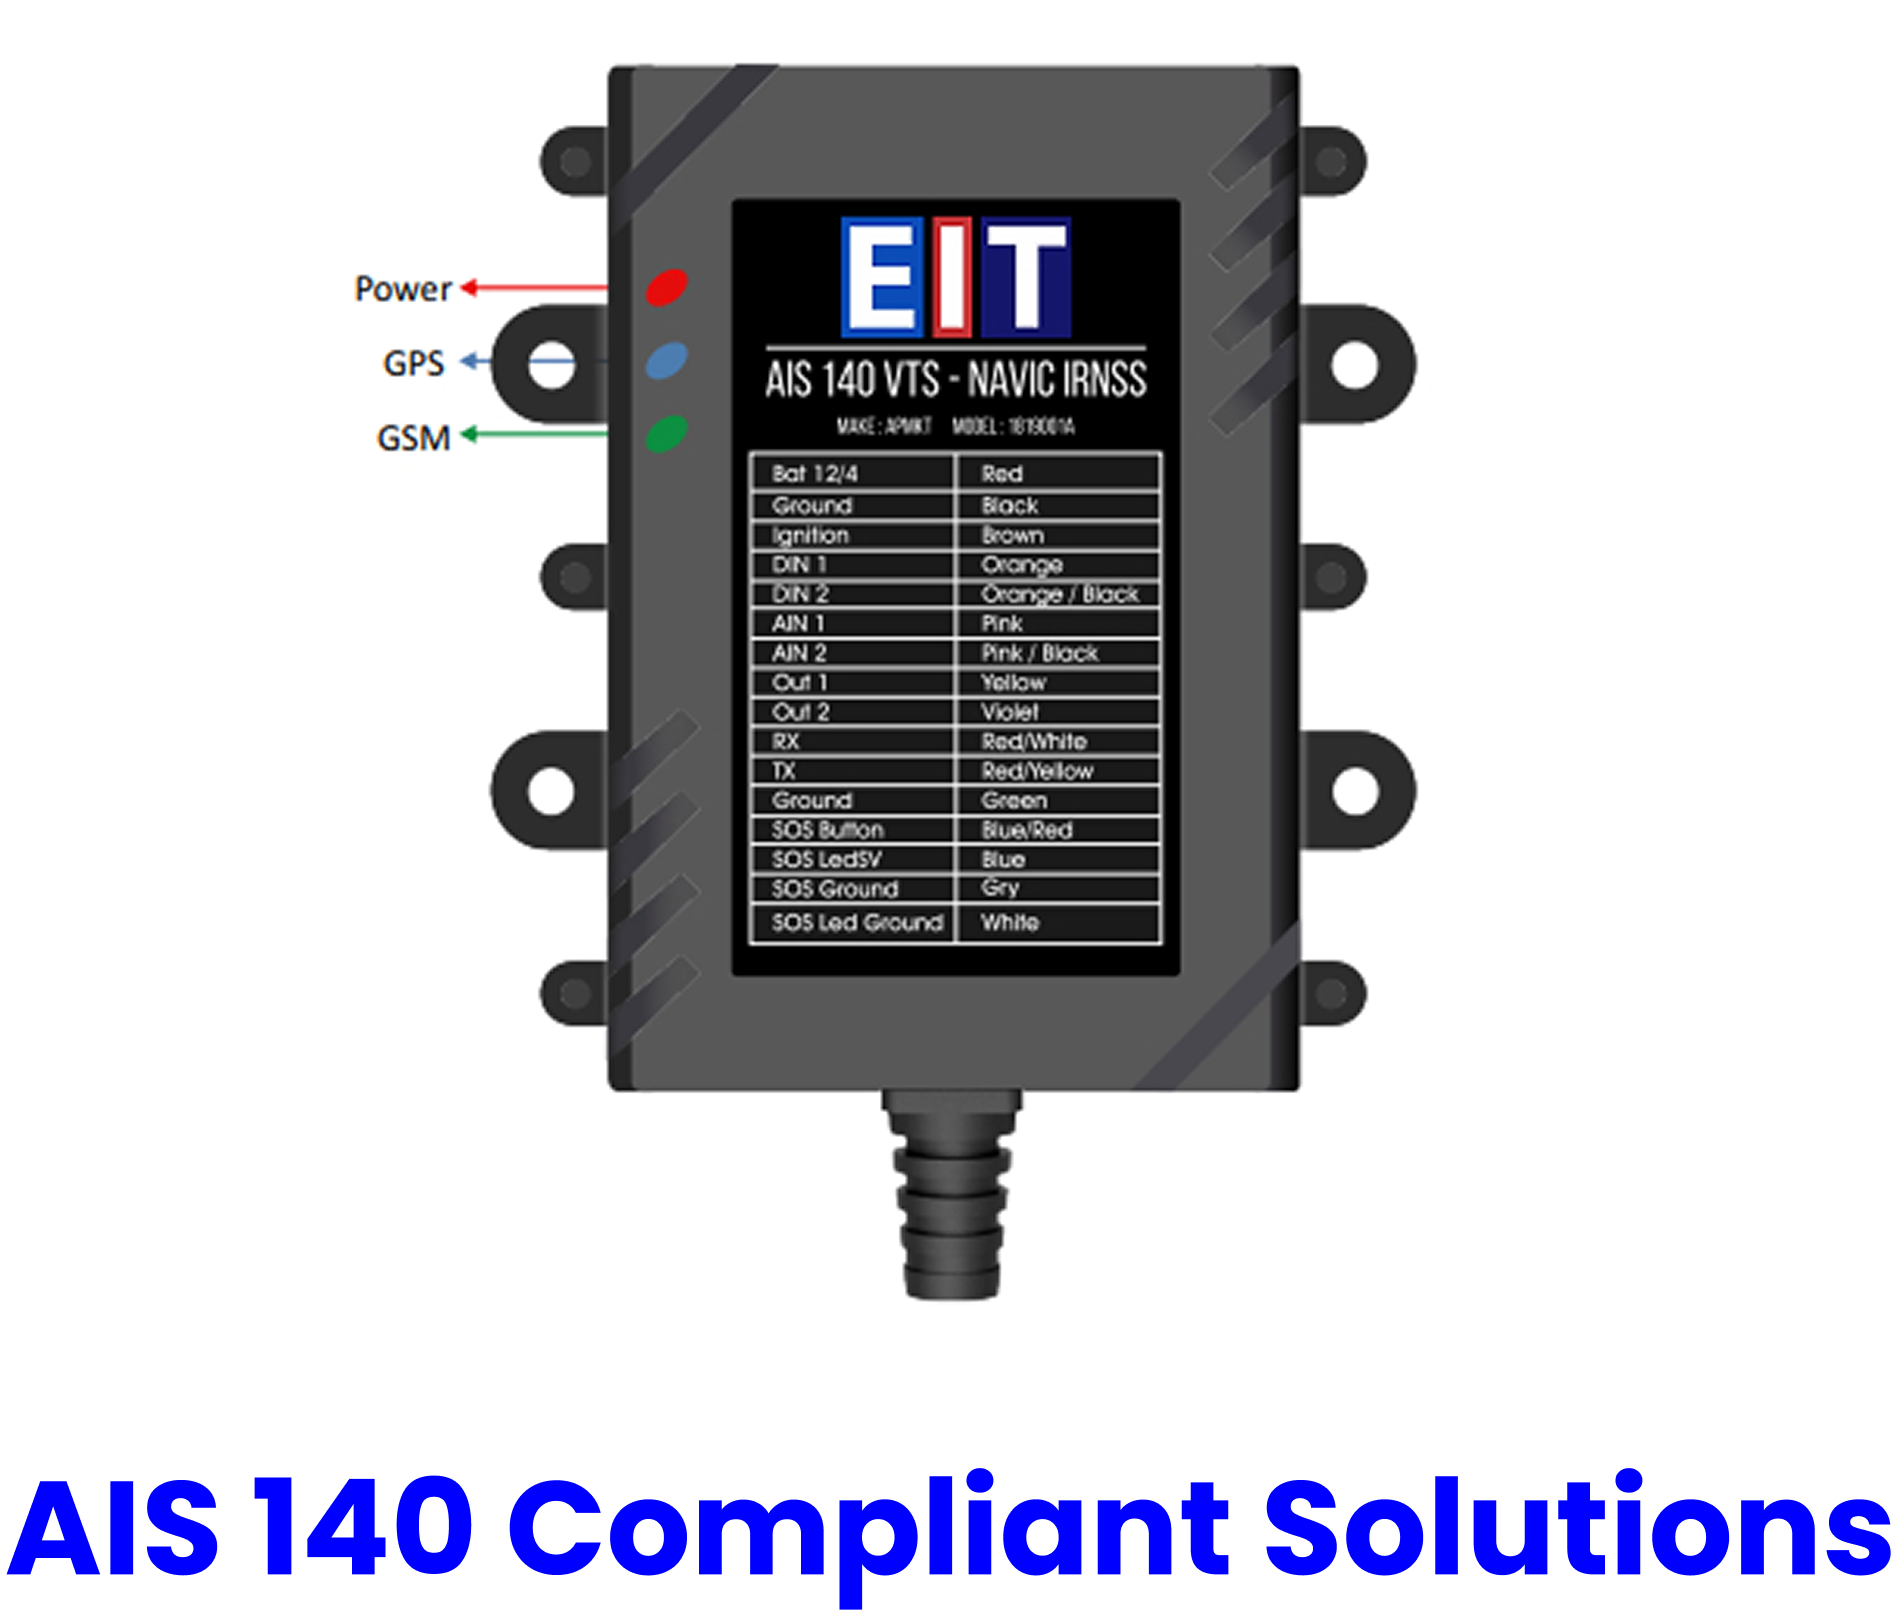 EIT
AIS 140 VTS - NAVIC IRNSS
MAKE : APMKT MODEL : 1819001A
Power
GPS
GSM
Bat 12/4 Red
Ground Black
Ignition Brown
DIN 1 Orange
DIN 2 Orange / Black
AIN 1 Pink
AIN 2 Pink / Black
Out 1 Yellow
Out 2 Violet
RX Red/White
TX Red/Yellow
Ground Green
SOS Button Blue/Red
SOS LedSV Blue
SOS Ground Gry
SOS Led Ground White
AIS 140 Compliant Solutions